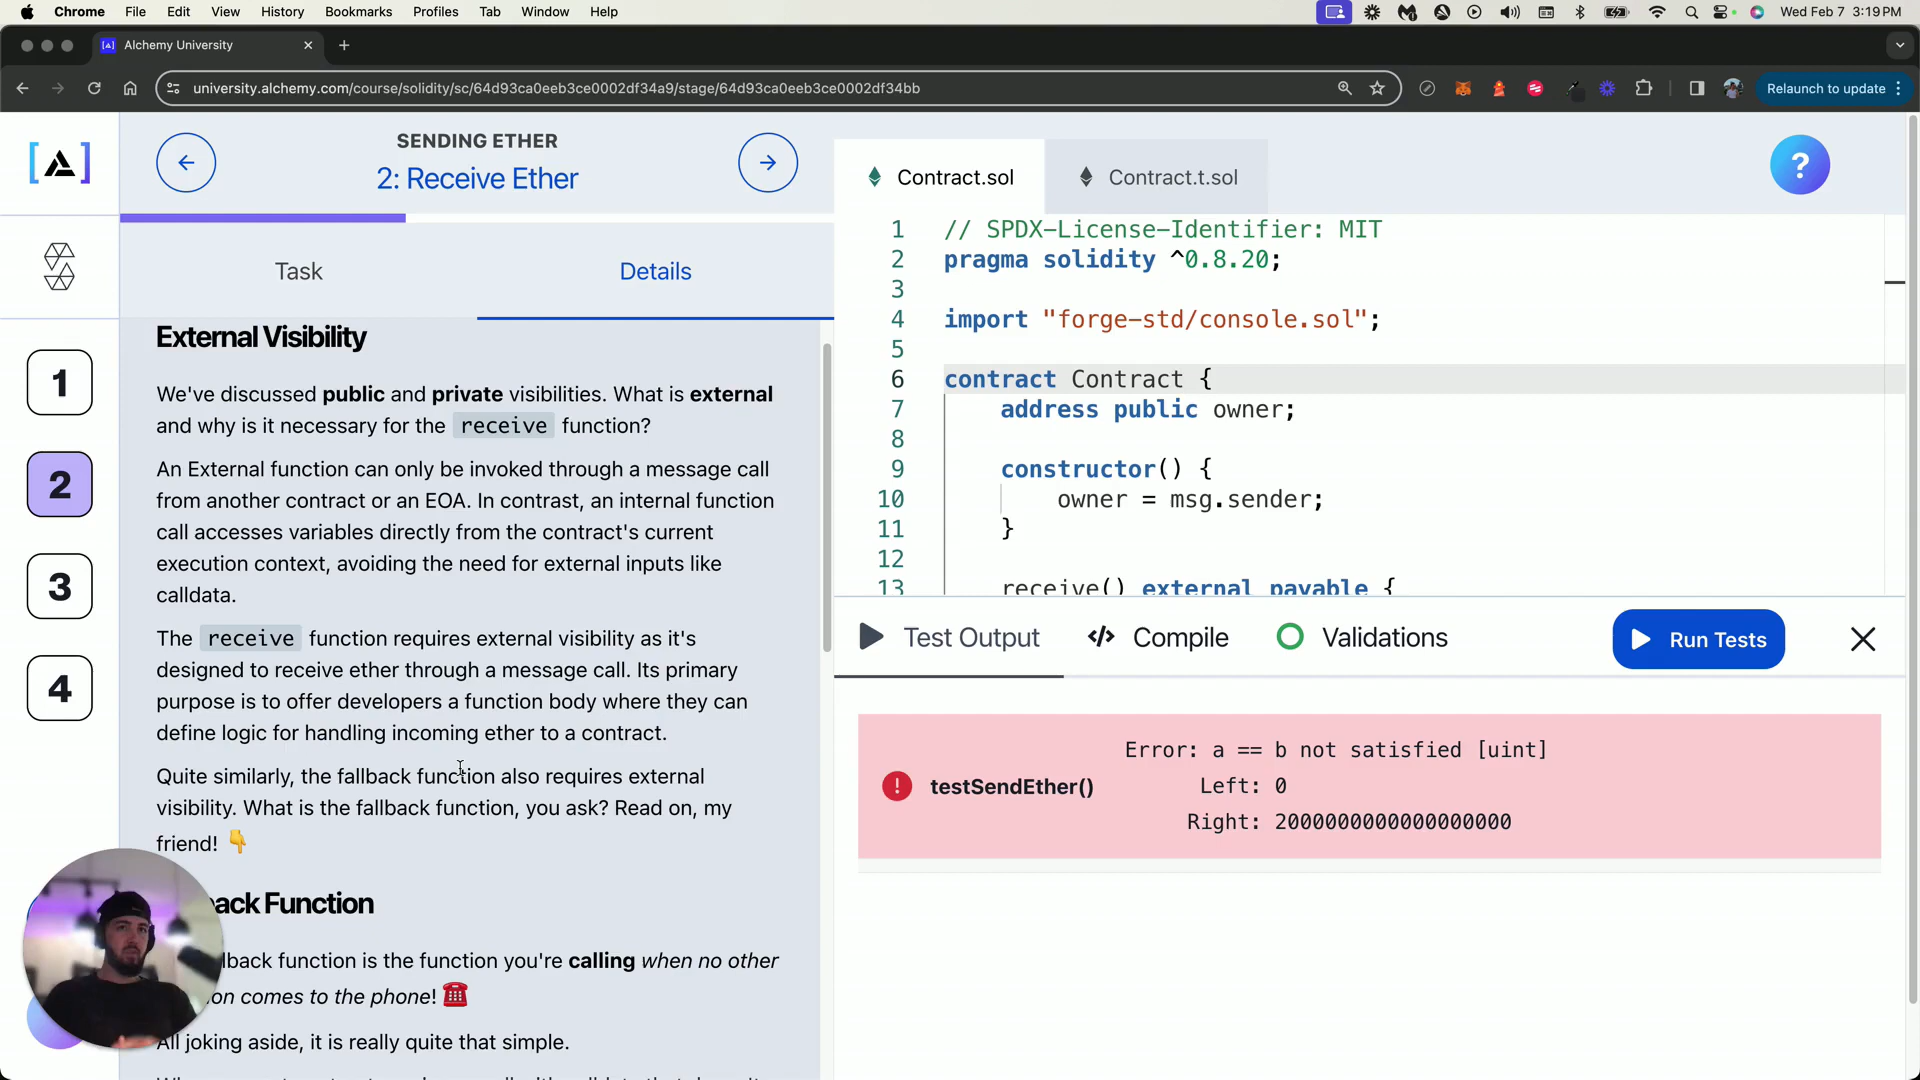 Chrome File Edit View History Bookmarks Profiles Tab Window Help
Wed Feb 7 3:19 PM
Alchemy University
university.alchemy.com/course/solidity/sc/64d93ca0eeb3ce0002df34a9/stage/64d93ca0eeb3ce0002df34bb
Relaunch to update
SENDING ETHER
2: Receive Ether
Task
Details
1
2
3
4
External Visibility
We've discussed public and private visibilities. What is external
and why is it necessary for the receive function?
An External function can only be invoked through a message call
from another contract or an EOA. In contrast, an internal function
call accesses variables directly from the contract's current
execution context, avoiding the need for external inputs like
calldata.
The receive function requires external visibility as it's
designed to receive ether through a message call. Its primary
purpose is to offer developers a function body where they can
define logic for handling incoming ether to a contract.
Quite similarly, the fallback function also requires external
visibility. What is the fallback function, you ask? Read on, my
friend! 👇
back Function
lback function is the function you're calling when no other
on comes to the phone! ☎️
All joking aside, it is really quite that simple.
Contract.sol
Contract.t.sol
?
1 // SPDX-License-Identifier: MIT
2 pragma solidity ^0.8.20;
3
4 import "forge-std/console.sol";
5
6 contract Contract {
7 address public owner;
8
9 constructor() {
10 owner = msg.sender;
11 }
12
13 receive() external payable {
Test Output
Compile
Validations
Run Tests
testSendEther()
Error: a == b not satisfied [uint]
Left: 0
Right: 2000000000000000000